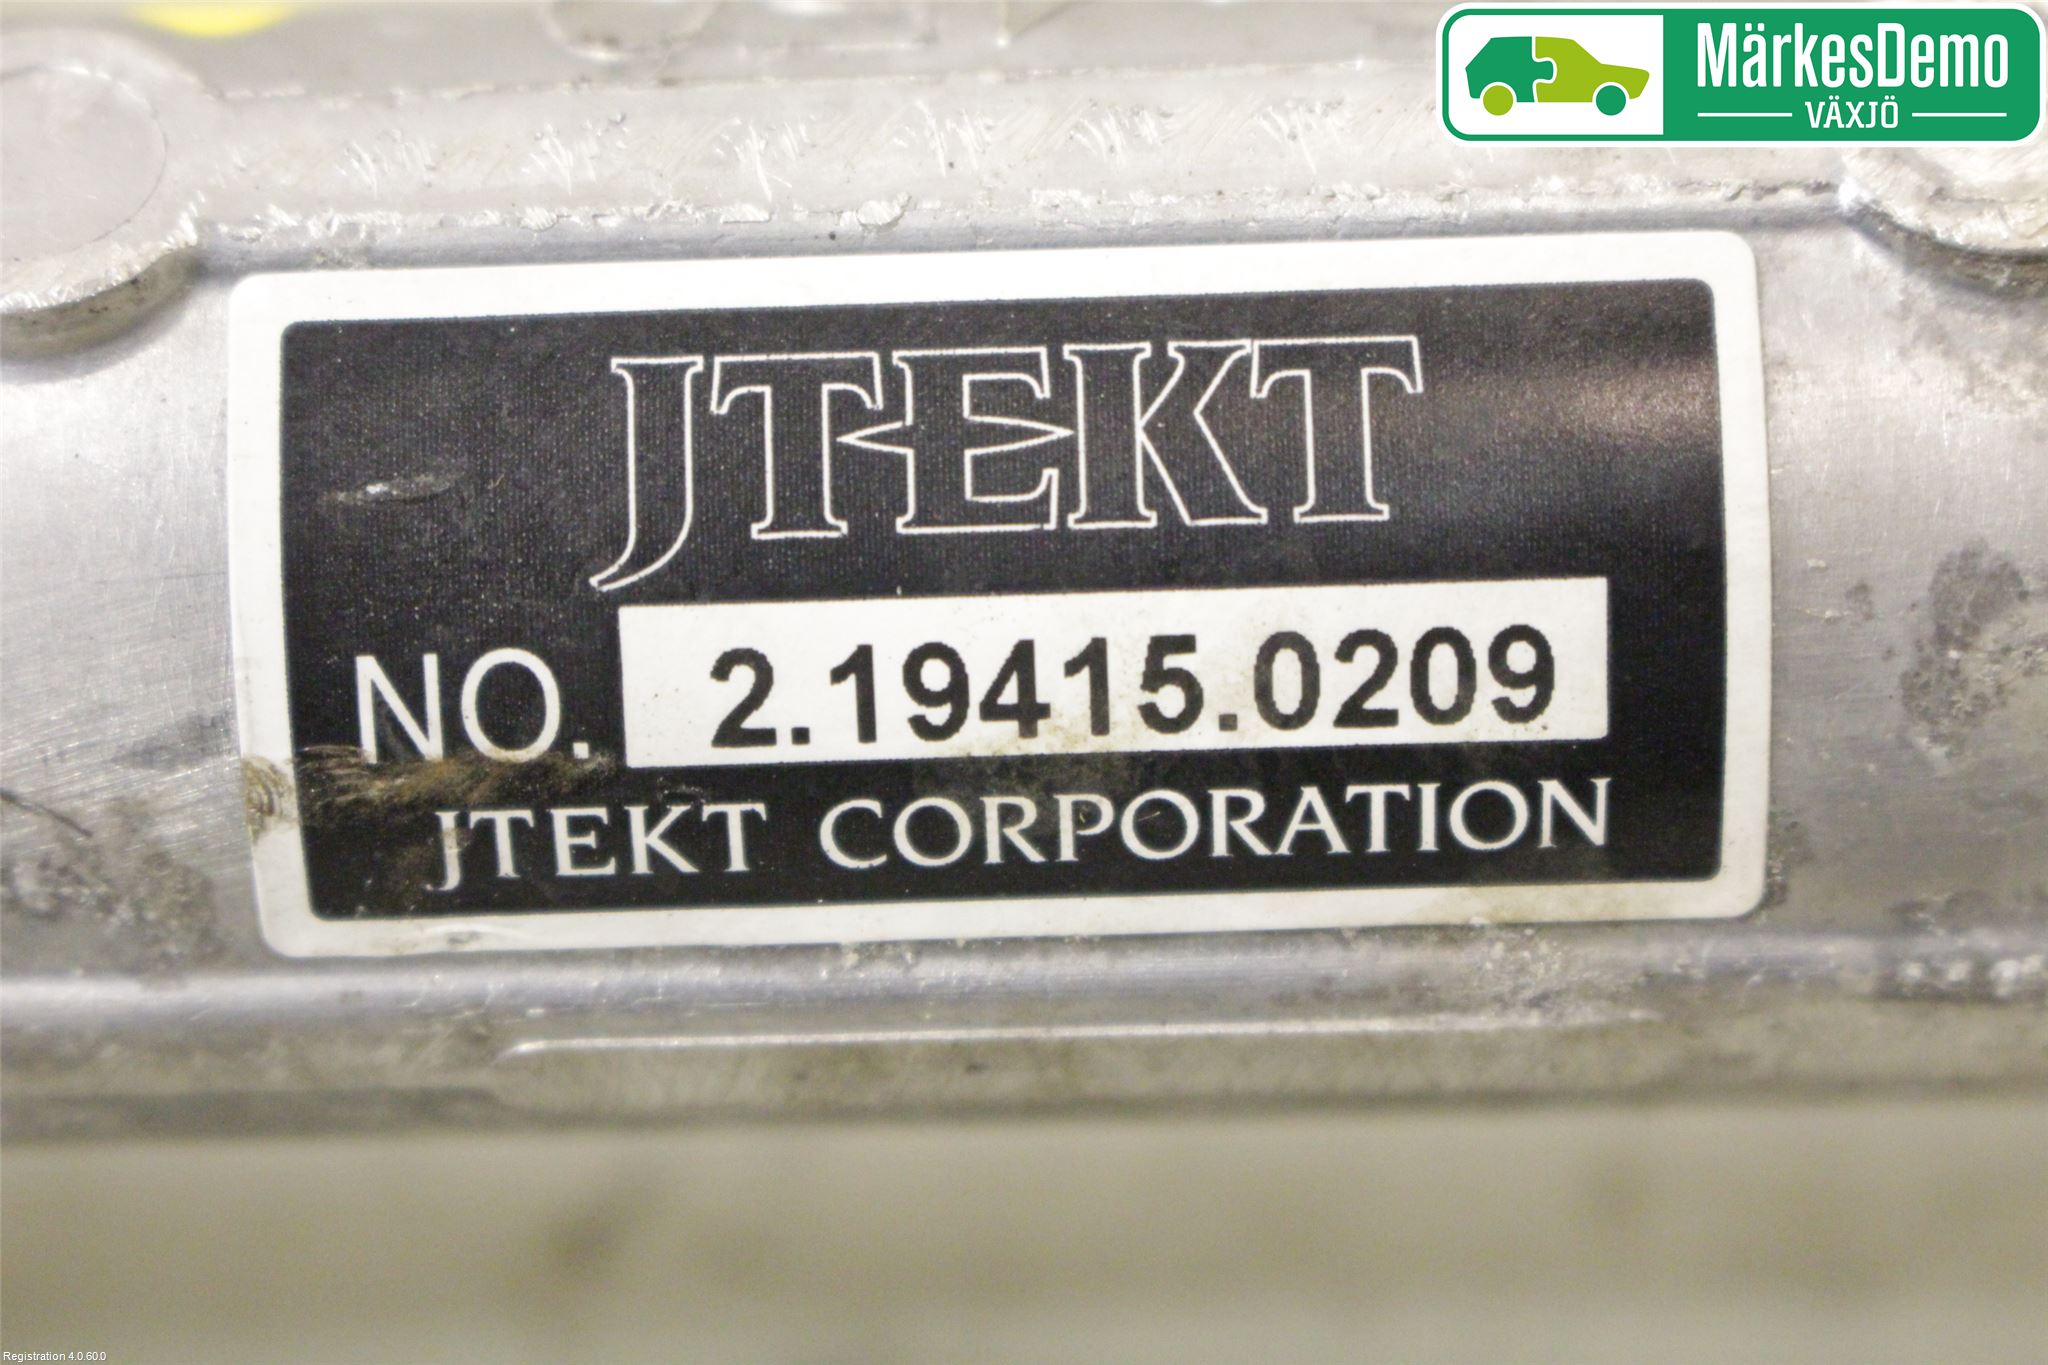 MärkesDemo
VÄXJÖ
JTEKT
NO. 2.19415.0209
JTEKT CORPORATION
Registration 4.0.60.0